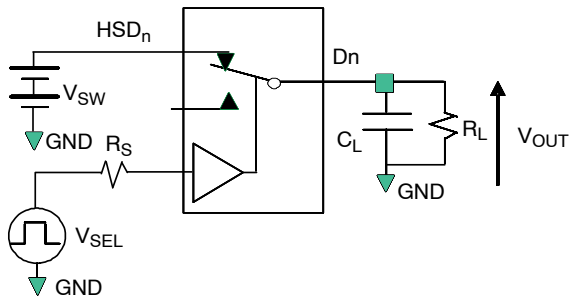 HSDn
Dn
VSW
GND
RS
CL
RL
VOUT
GND
VSEL
GND